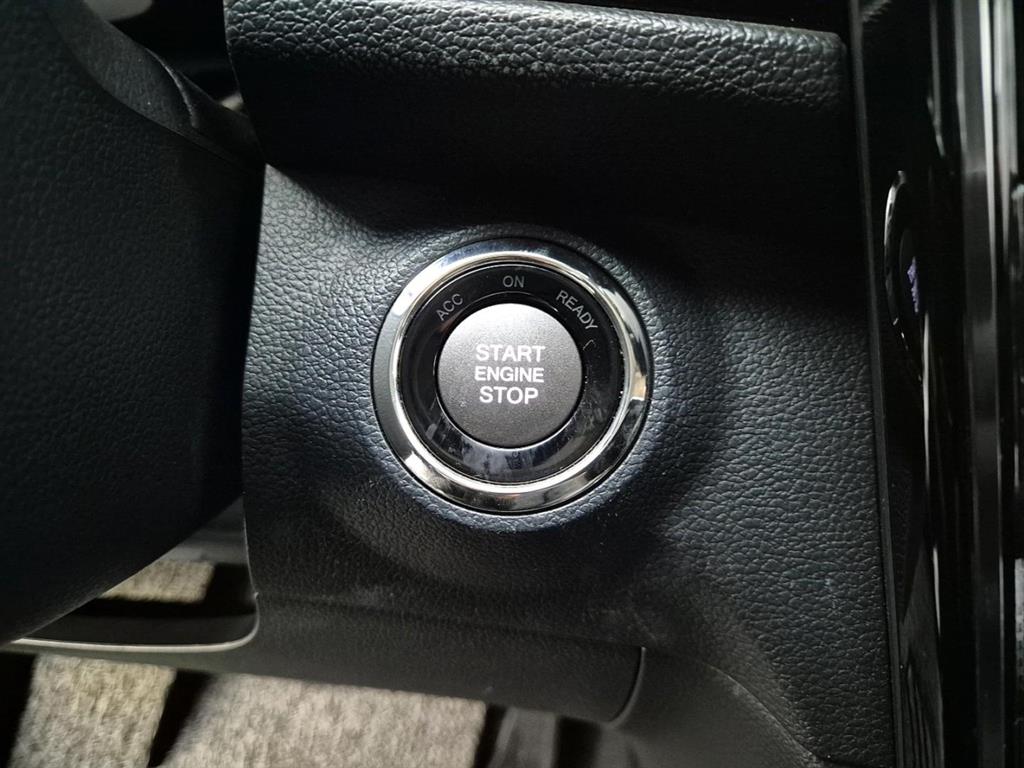 ACC ON READY
START
ENGINE
STOP